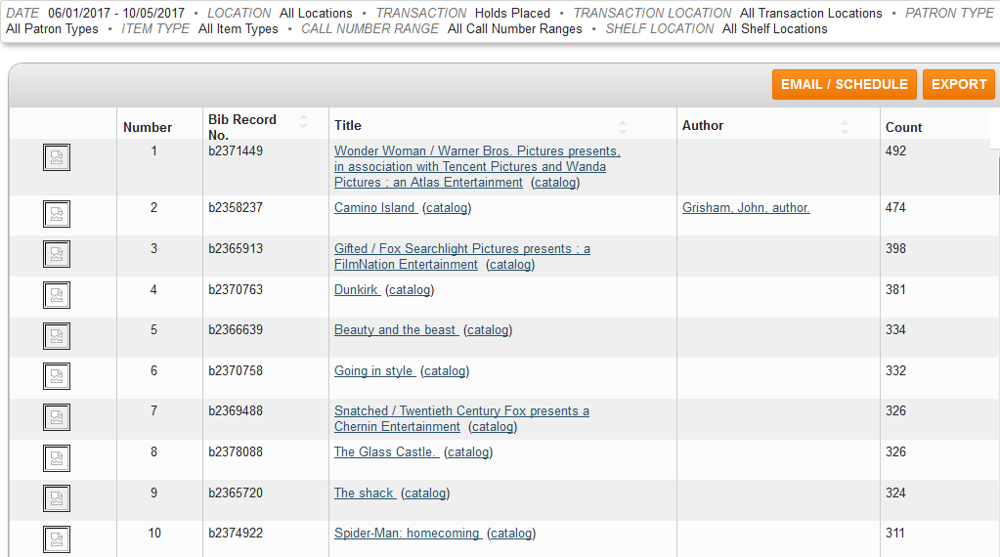 DATE 06/01/2017 - 10/05/2017 • LOCATION All Locations • TRANSACTION Holds Placed • TRANSACTION LOCATION All Transaction Locations • PATRON TYPE
All Patron Types • ITEM TYPE All Item Types • CALL NUMBER RANGE All Call Number Ranges • SHELF LOCATION All Shelf Locations
EMAIL / SCHEDULE EXPORT
Number Bib Record No. Title Author Count
1 b2371449 Wonder Woman / Warner Bros. Pictures presents, 492
in association with Tencent Pictures and Wanda
Pictures ; an Atlas Entertainment (catalog)
2 b2358237 Camino Island (catalog) Grisham, John, author. 474
3 b2365913 Gifted / Fox Searchlight Pictures presents ; a 398
FilmNation Entertainment (catalog)
4 b2370763 Dunkirk (catalog) 381
5 b2366639 Beauty and the beast (catalog) 334
6 b2370758 Going in style (catalog) 332
7 b2369488 Snatched / Twentieth Century Fox presents a 326
Chernin Entertainment (catalog)
8 b2378088 The Glass Castle. (catalog) 326
9 b2365720 The shack (catalog) 324
10 b2374922 Spider-Man: homecoming (catalog) 311